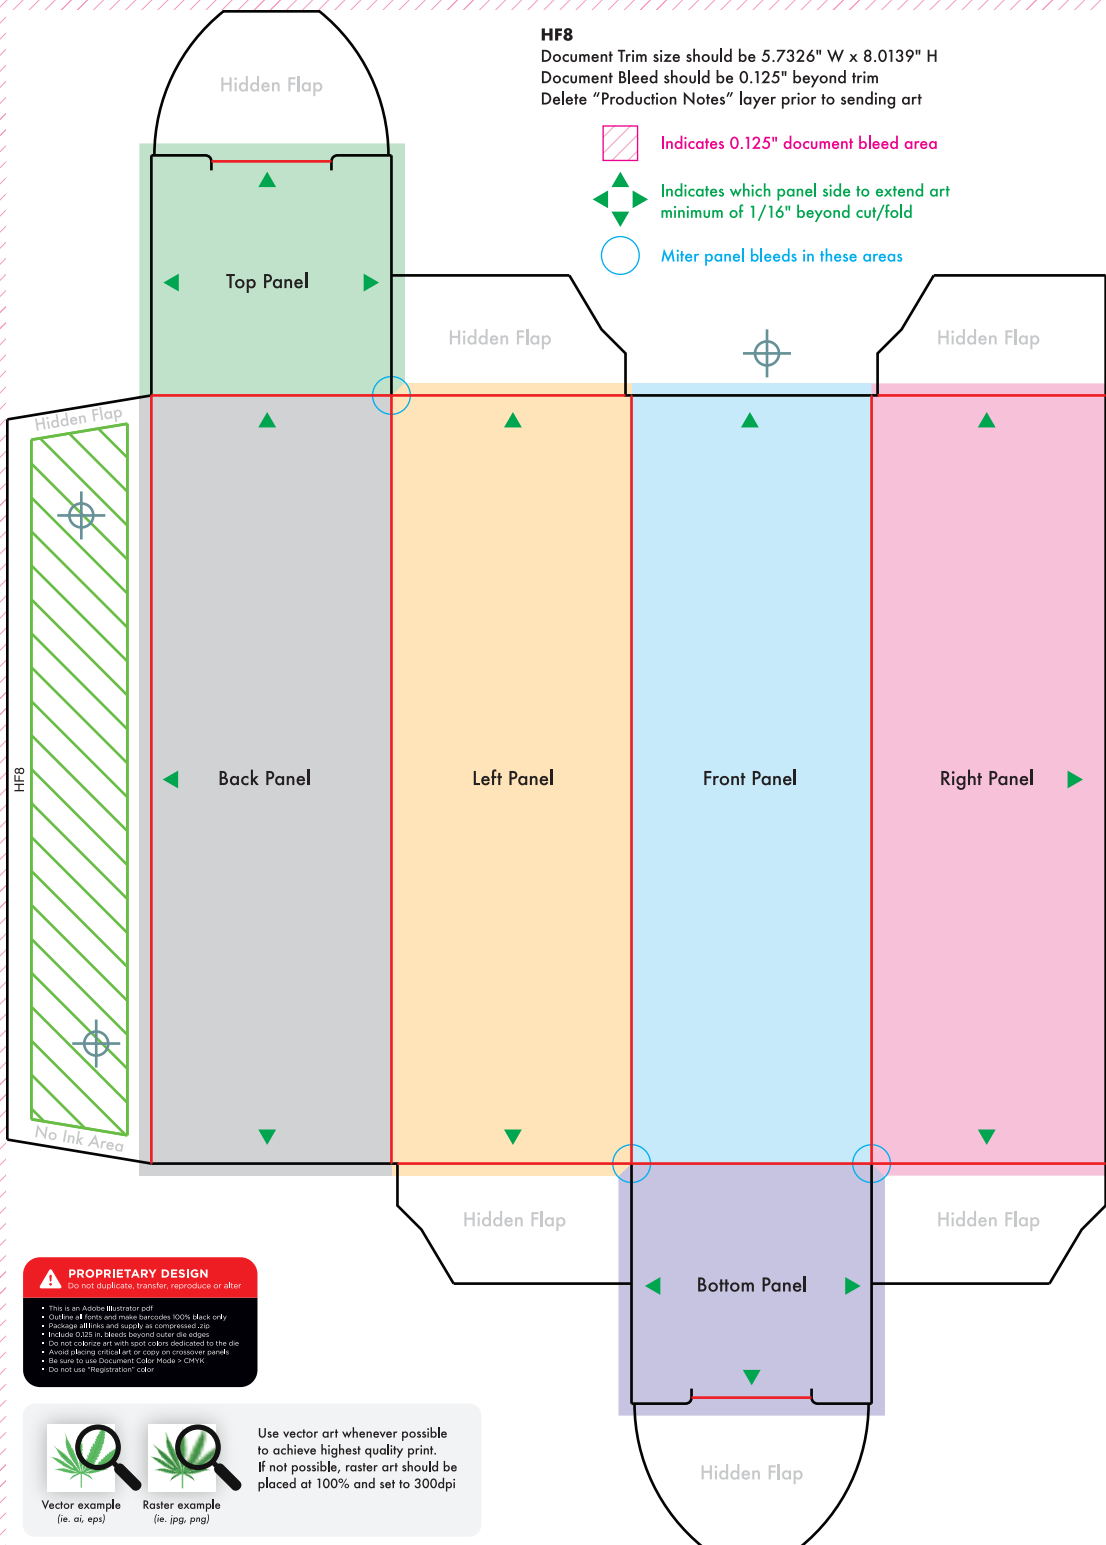 HF8
Document Trim size should be 5.7326" W x 8.0139" H
Document Bleed should be 0.125" beyond trim
Delete “Production Notes” layer prior to sending art
Indicates 0.125" document bleed area
Indicates which panel side to extend art
minimum of 1/16" beyond cut/fold
Miter panel bleeds in these areas
Hidden Flap
Top Panel
Hidden Flap
Hidden Flap
Hidden Flap
HF8
Back Panel
Left Panel
Front Panel
Right Panel
No Ink Area
Hidden Flap
Hidden Flap
Bottom Panel
Hidden Flap
PROPRIETARY DESIGN
Do not duplicate, transfer, reproduce or alter
• This is an Adobe Illustrator pdf
• Outline all fonts and make barcodes 100% black only
• Package all links and supply as compressed .zip
• Include 0.125 in. bleeds beyond outer die edges
• Do not colorize art with spot colors dedicated to the die
• Avoid placing critical art or copy on crossover panels
• Be sure to use Document Color Mode > CMYK
• Do not use "Registration" color
Use vector art whenever possible
to achieve highest quality print.
If not possible, raster art should be
placed at 100% and set to 300dpi
Vector example
(ie. ai, eps)
Raster example
(ie. jpg, png)